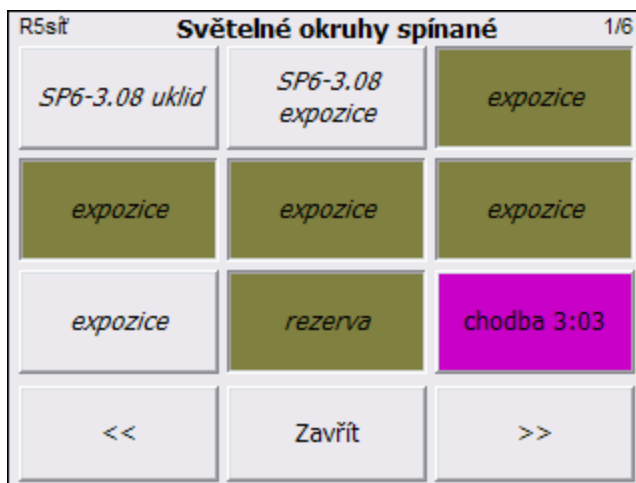 R5síť Světelné okruhy spínané 1/6
SP6-3.08 uklid
SP6-3.08
expozice
expozice
expozice
expozice
expozice
expozice
rezerva
chodba 3:03
<<
Zavřít
>>